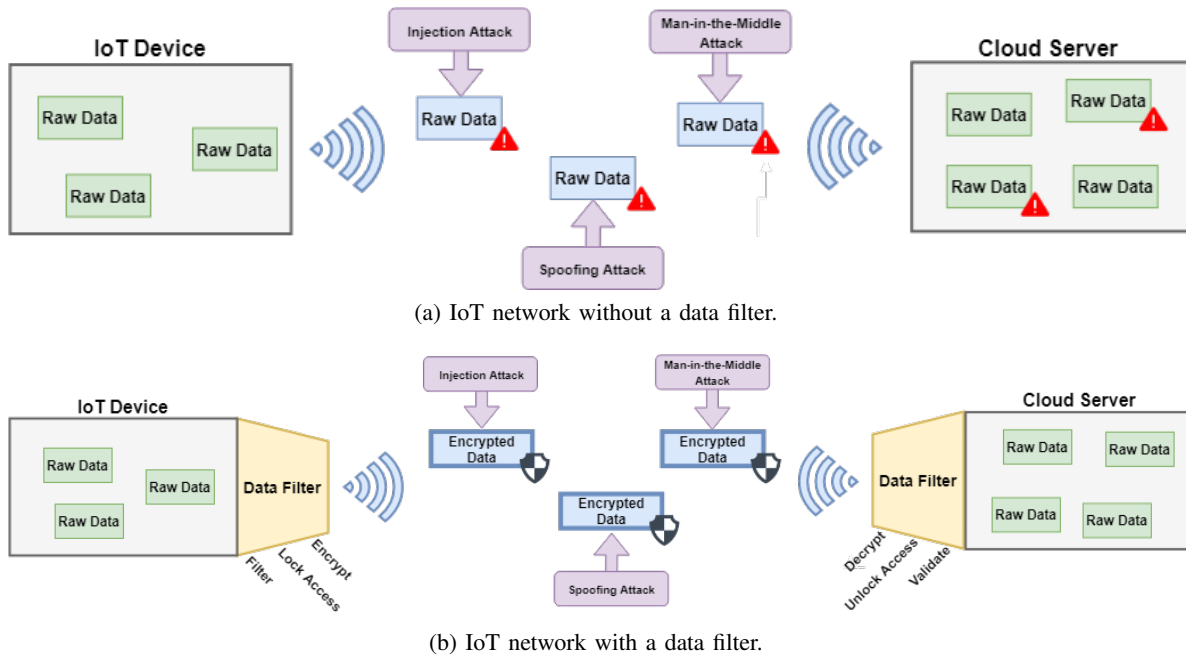 IoT Device
Injection Attack
Man-in-the-Middle
Attack
Cloud Server
Raw Data
Raw Data
Raw Data
Raw Data
Raw Data
Raw Data
Raw Data
Raw Data
Raw Data
Raw Data
Spoofing Attack
(a) IoT network without a data filter.
IoT Device
Injection Attack
Man-in-the-Middle
Attack
Cloud Server
Raw Data
Raw Data
Raw Data
Data Filter
Filter
Lock Access
Encrypt
Encrypted
Data
Encrypted
Data
Encrypted
Data
Spoofing Attack
Data Filter
Decrypt
Unlock Access
Validate
Raw Data
Raw Data
Raw Data
Raw Data
(b) IoT network with a data filter.